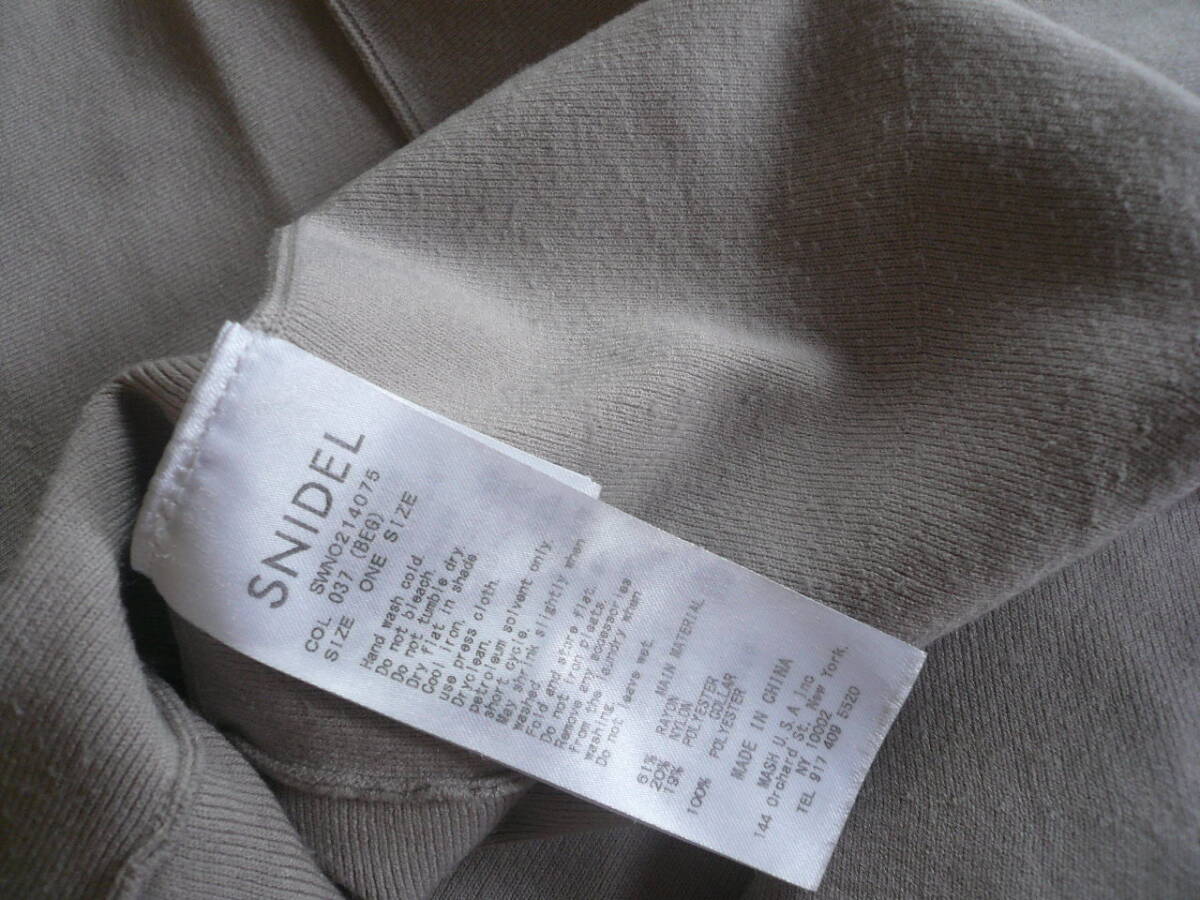 SNIDEL
SWNO214075
COL 037 (BEG)
SIZE ONE SIZE
Hand wash cold.
Do not bleach.
Do not tumble dry.
Dry flat in shade
Cool iron.
use press cloth.
Dryclean.
petroleum solvent only.
short cycle.
May shrink slightly when
washed.
Fold and store flat.
Do not iron pleats.
Remove any accessories
from the laundry when
washing.
Do not leave wet.
MAIN MATERIAL
61% RAYON
20% NYLON
19% POLYESTER
COLLAR
100% POLYESTER
MADE IN CHINA
MASH U.S.A Inc
144 Orchard St. New York,
NY 10002
TEL 917 409 5520